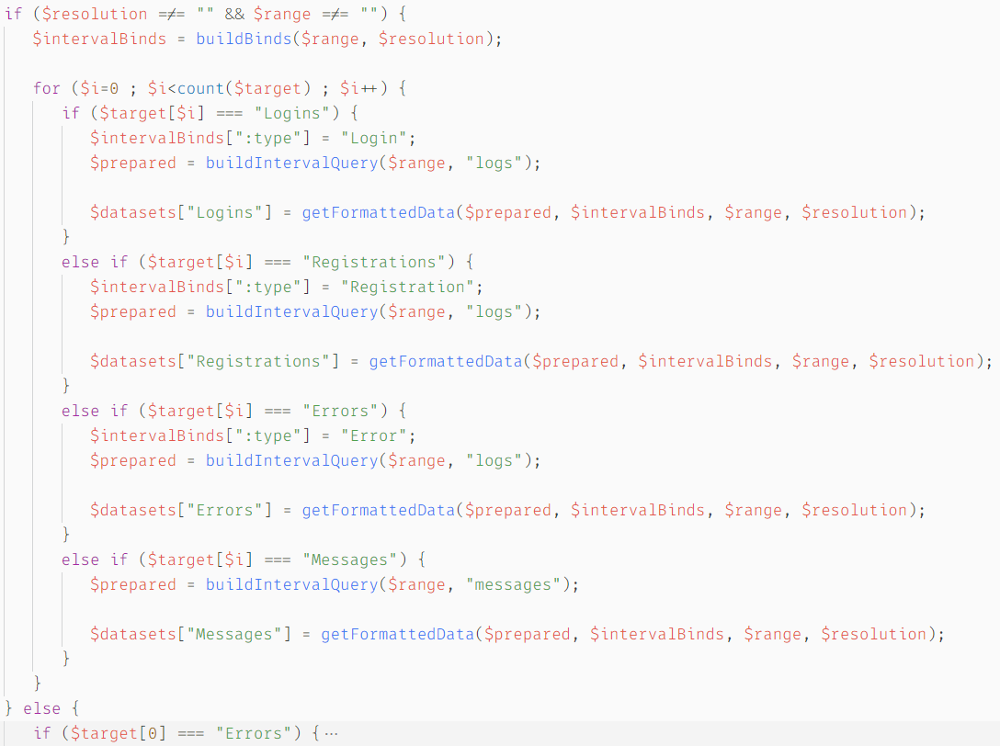 if ($resolution !== "" && $range !== "") {
$intervalBinds = buildBinds($range, $resolution);
for ($i=0 ; $i<count($target) ; $i++) {
if ($target[$i] === "Logins") {
$intervalBinds[":type"] = "Login";
$prepared = buildIntervalQuery($range, "logs");
$datasets["Logins"] = getFormattedData($prepared, $intervalBinds, $range, $resolution);
}
else if ($target[$i] === "Registrations") {
$intervalBinds[":type"] = "Registration";
$prepared = buildIntervalQuery($range, "logs");
$datasets["Registrations"] = getFormattedData($prepared, $intervalBinds, $range, $resolution);
}
else if ($target[$i] === "Errors") {
$intervalBinds[":type"] = "Error";
$prepared = buildIntervalQuery($range, "logs");
$datasets["Errors"] = getFormattedData($prepared, $intervalBinds, $range, $resolution);
}
else if ($target[$i] === "Messages") {
$prepared = buildIntervalQuery($range, "messages");
$datasets["Messages"] = getFormattedData($prepared, $intervalBinds, $range, $resolution);
}
}
} else {
if ($target[0] === "Errors") {⋯